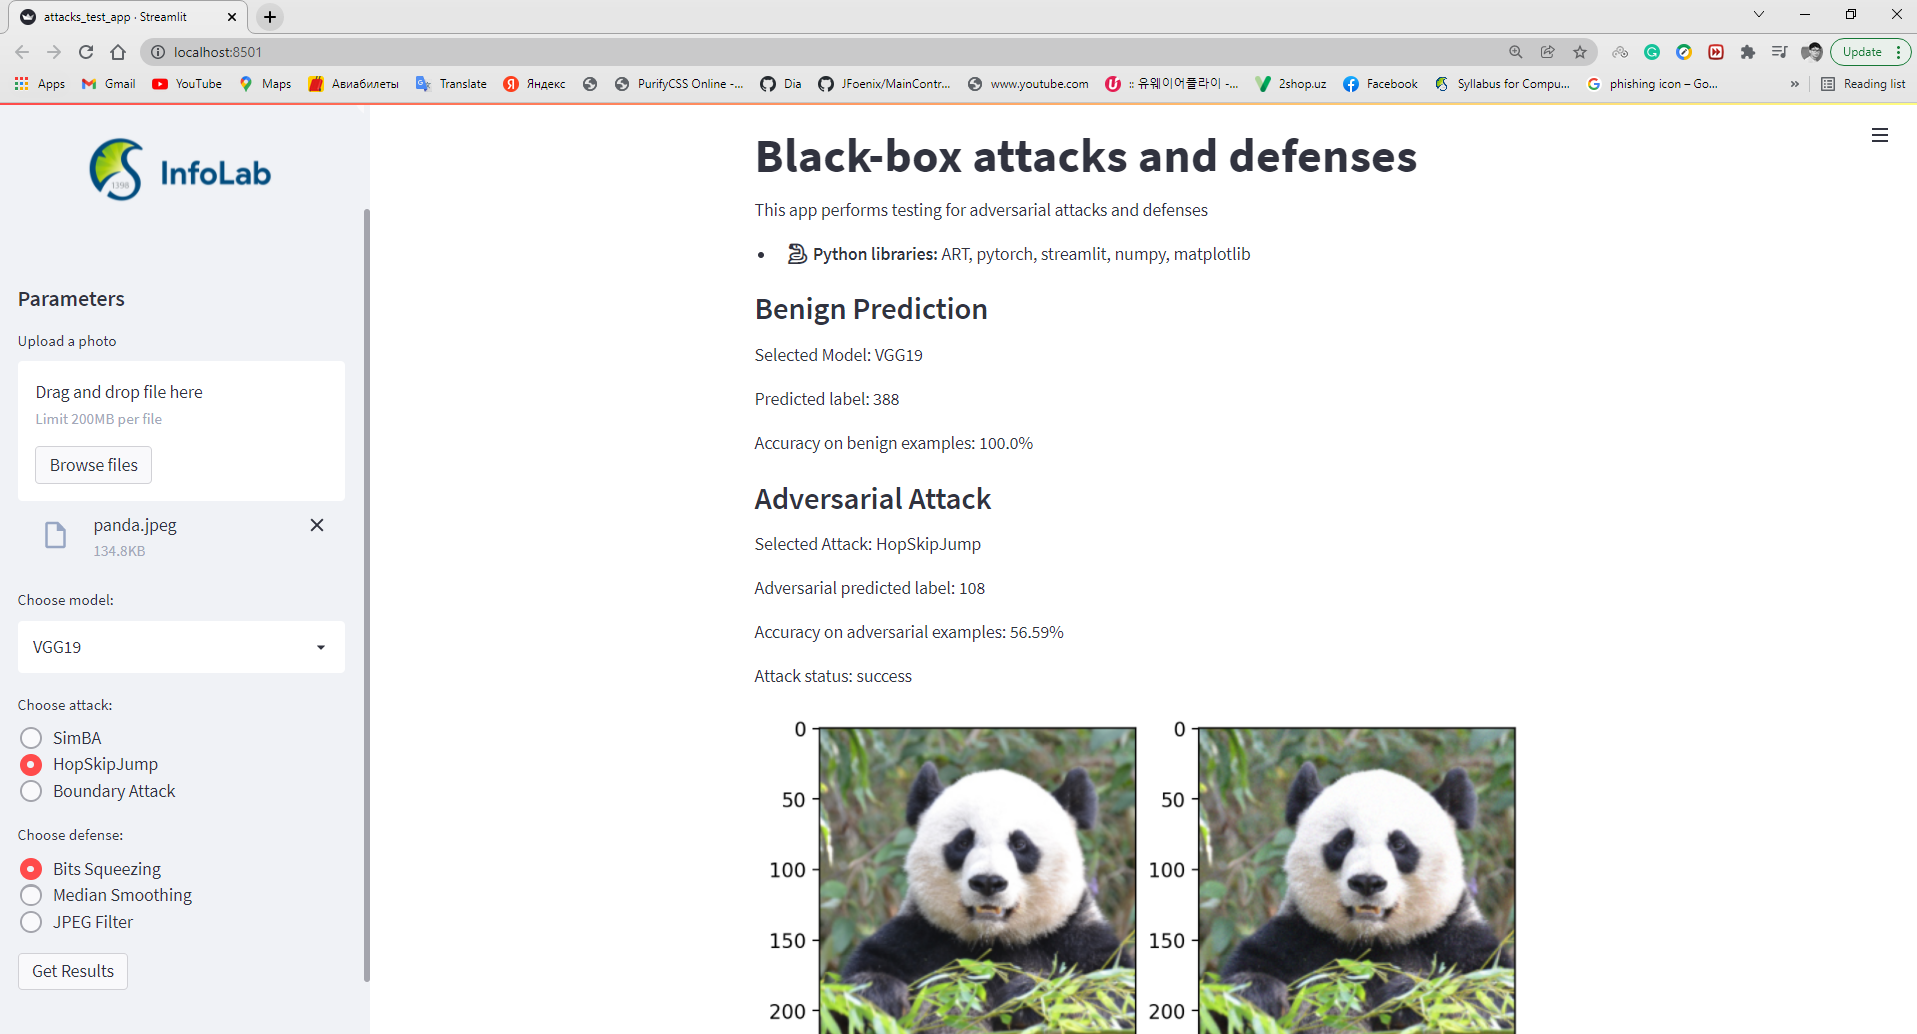 attacks_test_app · Streamlit
localhost:8501
Update
Apps
Gmail
YouTube
Maps
Авиабилеты
Translate
Яндекс
PurifyCSS Online -...
Dia
JFoenix/MainContr...
www.youtube.com
:: 유웨이어플라이 -...
2shop.uz
Facebook
Syllabus for Compu...
phishing icon – Go...
»
Reading list
1398
InfoLab
Parameters
Upload a photo
Drag and drop file here
Limit 200MB per file
Browse files
panda.jpeg
134.8KB
Choose model:
VGG19
Choose attack:
SimBA
HopSkipJump
Boundary Attack
Choose defense:
Bits Squeezing
Median Smoothing
JPEG Filter
Get Results
Black-box attacks and defenses
This app performs testing for adversarial attacks and defenses
• Python libraries: ART, pytorch, streamlit, numpy, matplotlib
Benign Prediction
Selected Model: VGG19
Predicted label: 388
Accuracy on benign examples: 100.0%
Adversarial Attack
Selected Attack: HopSkipJump
Adversarial predicted label: 108
Accuracy on adversarial examples: 56.59%
Attack status: success
0
50
100
150
200
0
50
100
150
200